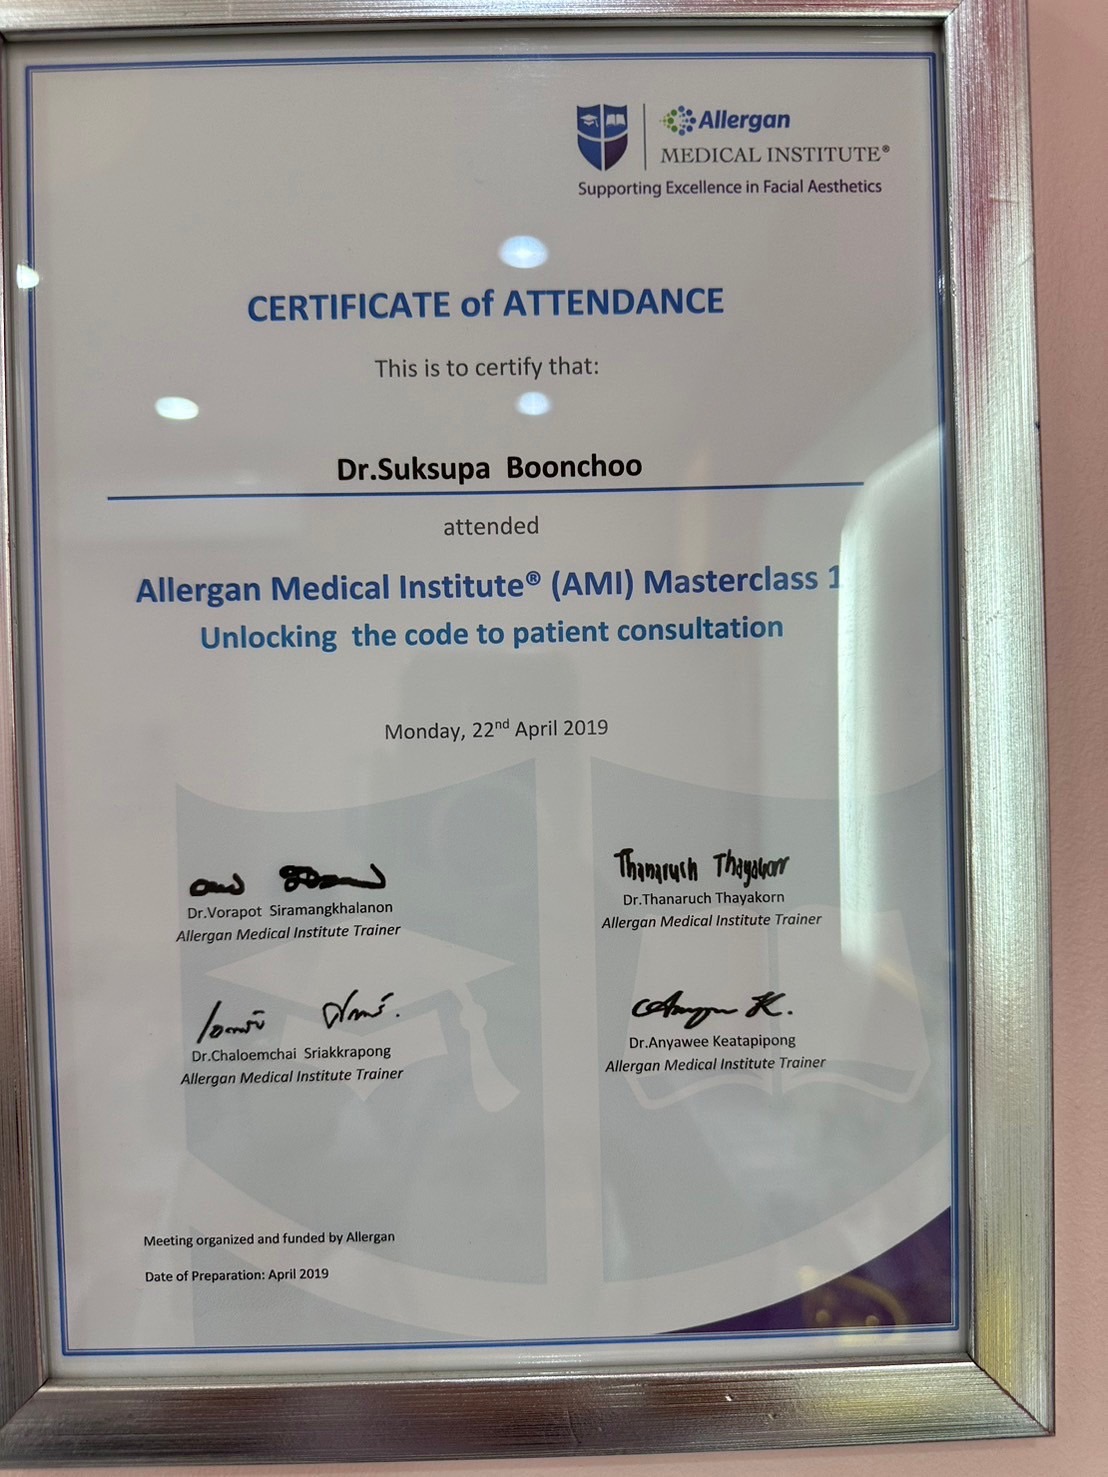 Allergan
MEDICAL INSTITUTE®
Supporting Excellence in Facial Aesthetics
CERTIFICATE of ATTENDANCE
This is to certify that:
Dr.Suksupa Boonchoo
attended
Allergan Medical Institute® (AMI) Masterclass 1
Unlocking the code to patient consultation
Monday, 22nd April 2019
Dr.Vorapot Siramangkhalanon
Allergan Medical Institute Trainer
Thanaruch Thayakorn
Dr.Thanaruch Thayakorn
Allergan Medical Institute Trainer
Dr.Chaloemchai Sriakkrapong
Allergan Medical Institute Trainer
Dr.Anyawee Keatapipong
Allergan Medical Institute Trainer
Meeting organized and funded by Allergan
Date of Preparation: April 2019